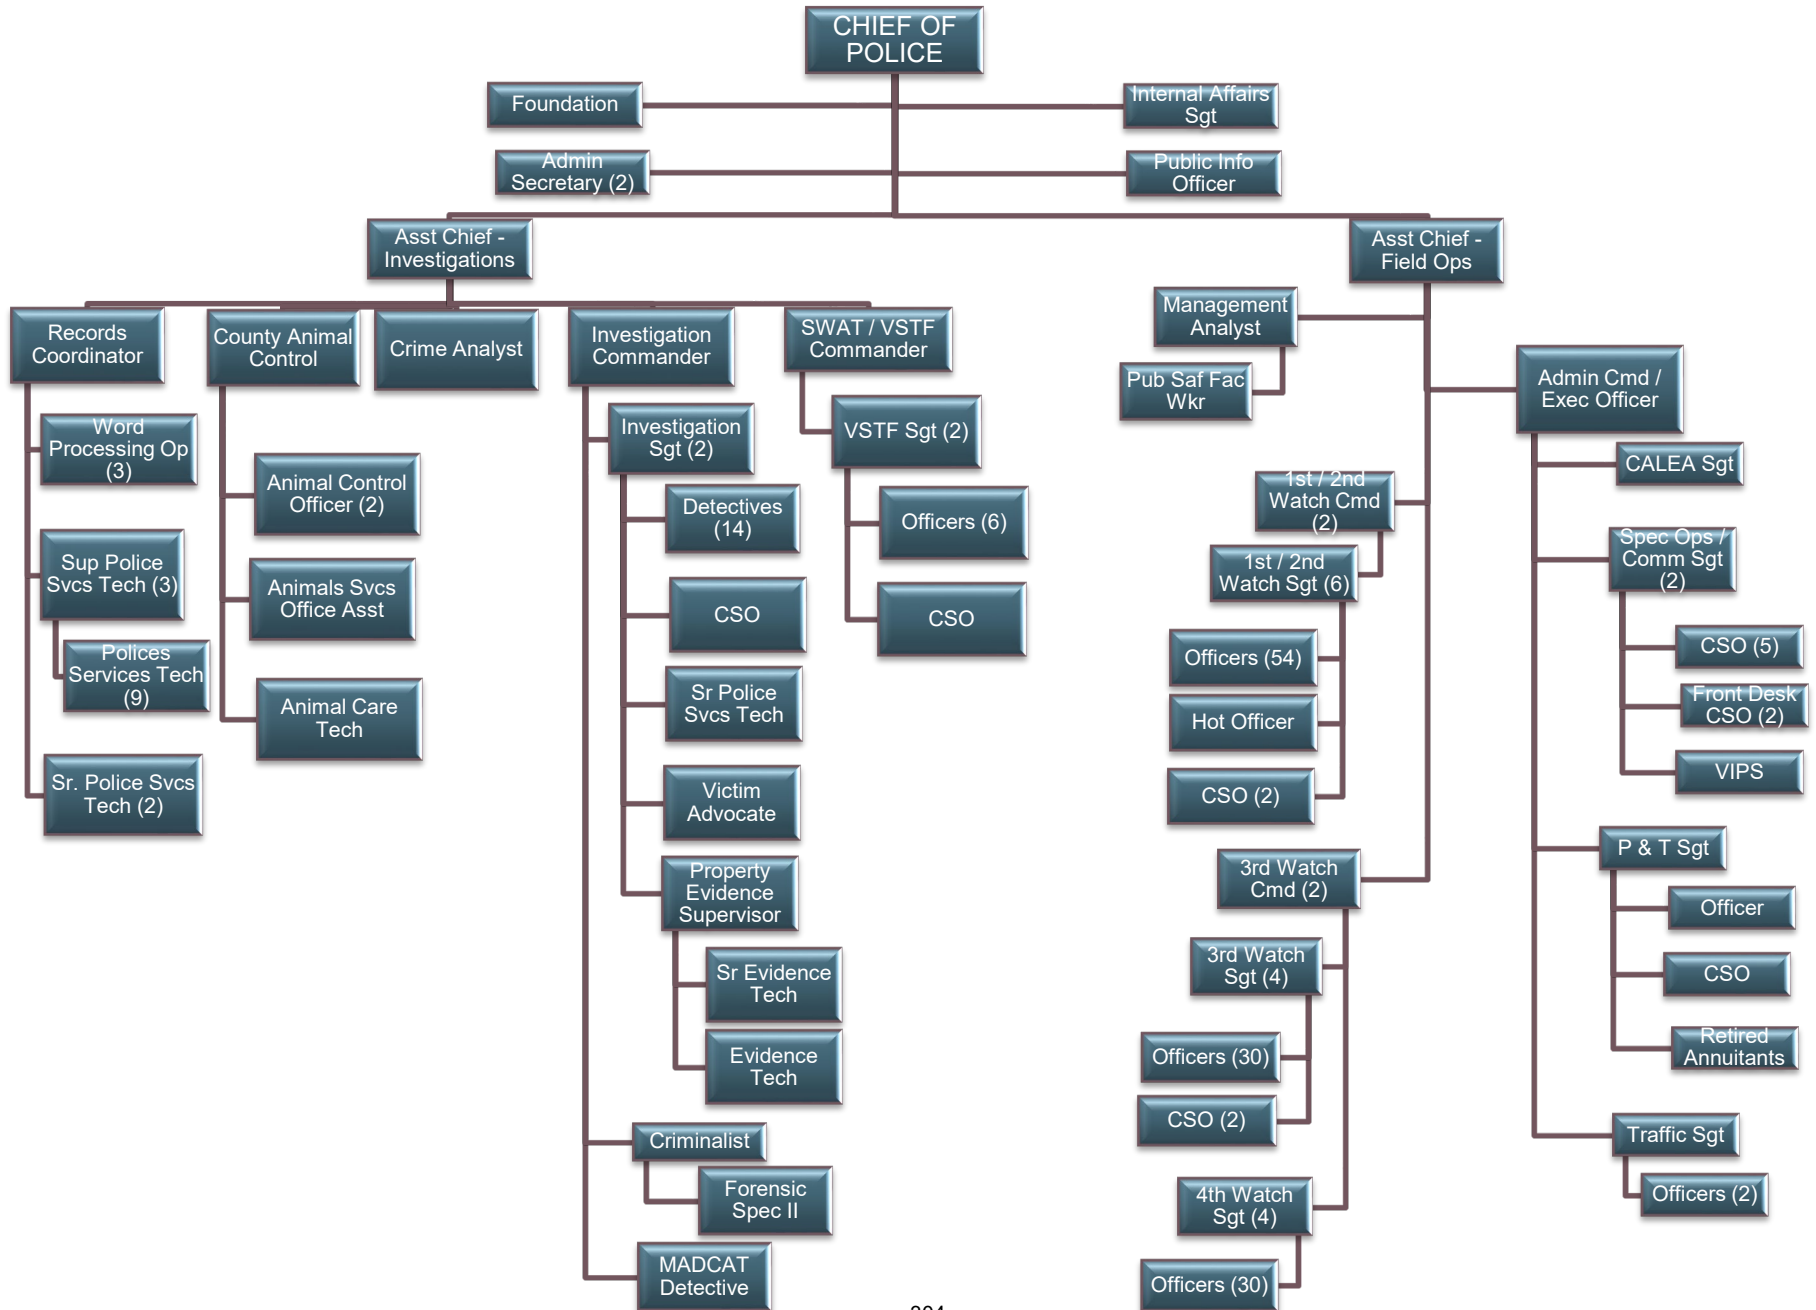 CHIEF OF
POLICE
Foundation
Internal Affairs
Sgt
Admin
Secretary (2)
Public Info
Officer
Asst Chief -
Investigations
Asst Chief -
Field Ops
Records
Coordinator
Word
Processing Op
(3)
Sup Police
Svcs Tech (3)
Polices
Services Tech
(9)
Sr. Police Svcs
Tech (2)
County Animal
Control
Animal Control
Officer (2)
Animals Svcs
Office Asst
Animal Care
Tech
Crime Analyst
Investigation
Commander
Investigation
Sgt (2)
Detectives
(14)
CSO
Sr Police
Svcs Tech
Victim
Advocate
Property
Evidence
Supervisor
Sr Evidence
Tech
Evidence
Tech
Criminalist
Forensic
Spec II
MADCAT
Detective
SWAT / VSTF
Commander
VSTF Sgt (2)
Officers (6)
CSO
Management
Analyst
Pub Saf Fac
Wkr
1st / 2nd
Watch Cmd
(2)
1st / 2nd
Watch Sgt (6)
Officers (54)
Hot Officer
CSO (2)
3rd Watch
Cmd (2)
3rd Watch
Sgt (4)
Officers (30)
CSO (2)
4th Watch
Sgt (4)
Officers (30)
Admin Cmd /
Exec Officer
CALEA Sgt
Spec Ops /
Comm Sgt
(2)
CSO (5)
Front Desk
CSO (2)
VIPS
P & T Sgt
Officer
CSO
Retired
Annuitants
Traffic Sgt
Officers (2)